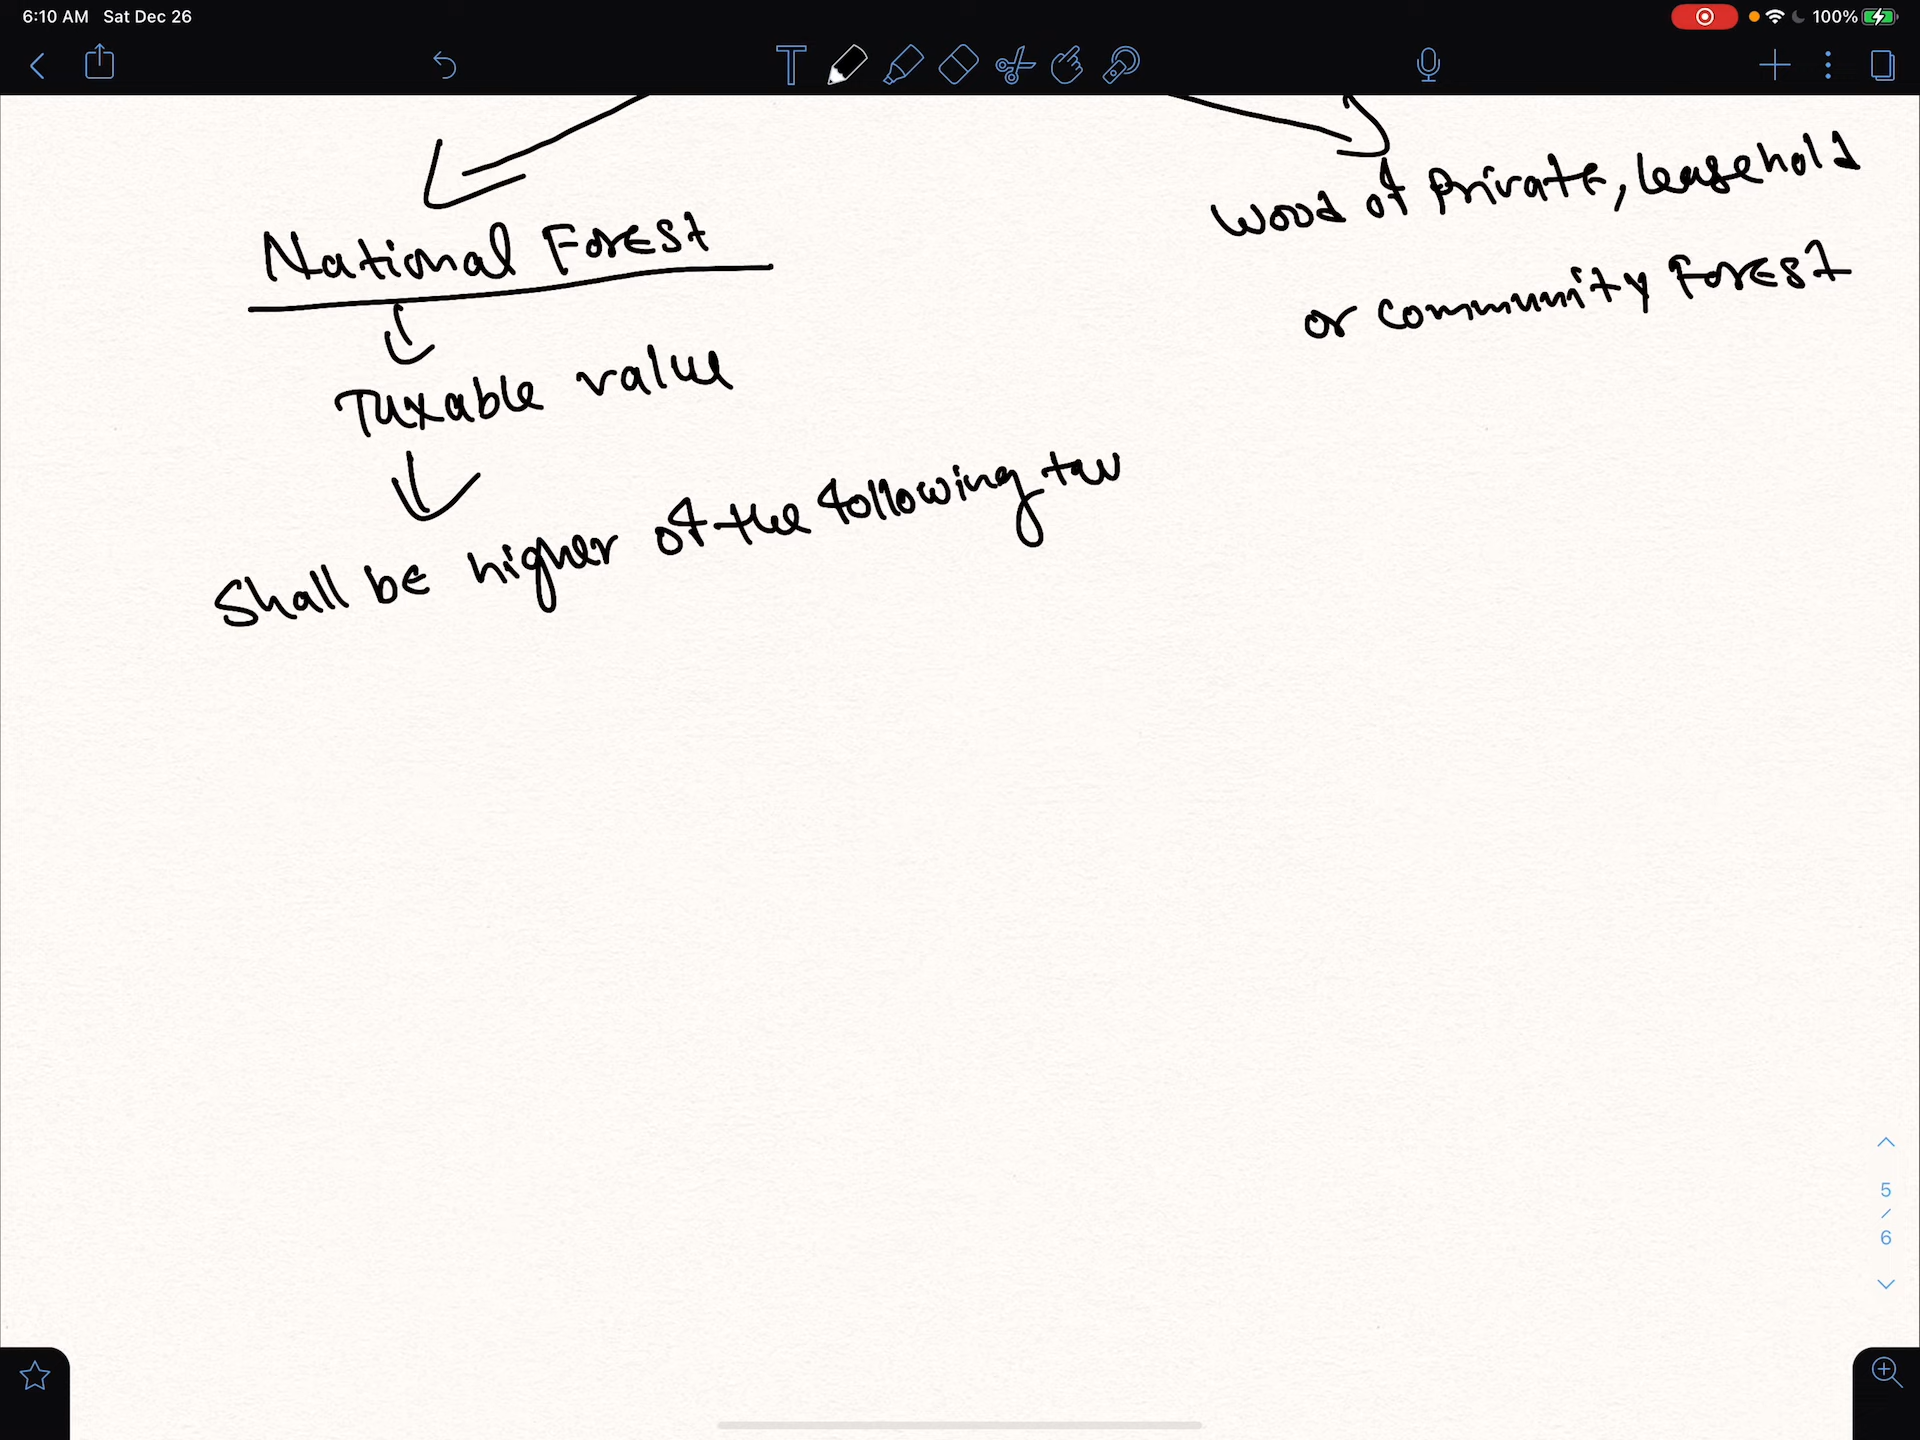 6:10 AM Sat Dec 26
100%
National Forest
Wood of Private, leasehold
or community Forest
Taxable value
Shall be higher of the following
5
/
6